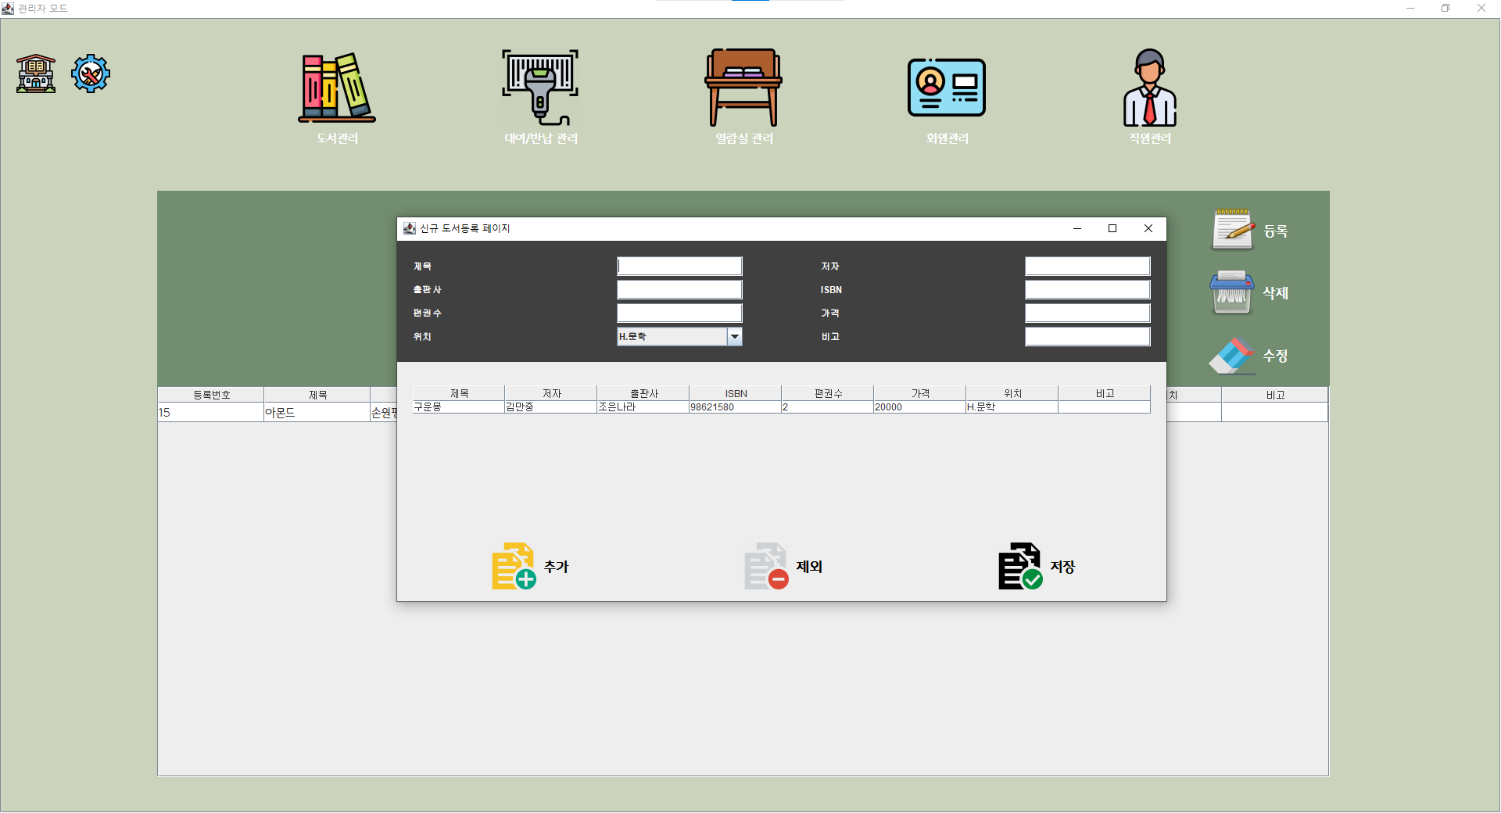 관리자 모드
도서관리
대여/반납 관리
열람실 관리
회원관리
직원관리
등록
삭제
수정
등록번호 제목 비고
15 아몬드 손원
신규 도서등록 페이지
제목 저자
출판사 ISBN
편권수 가격
위치 H.문학 비고
제목 저자 출판사 ISBN 편권수 가격 위치 비고
구운몽 김만중 조은나라 98621580 2 20000 H.문학
추가 제외 저장